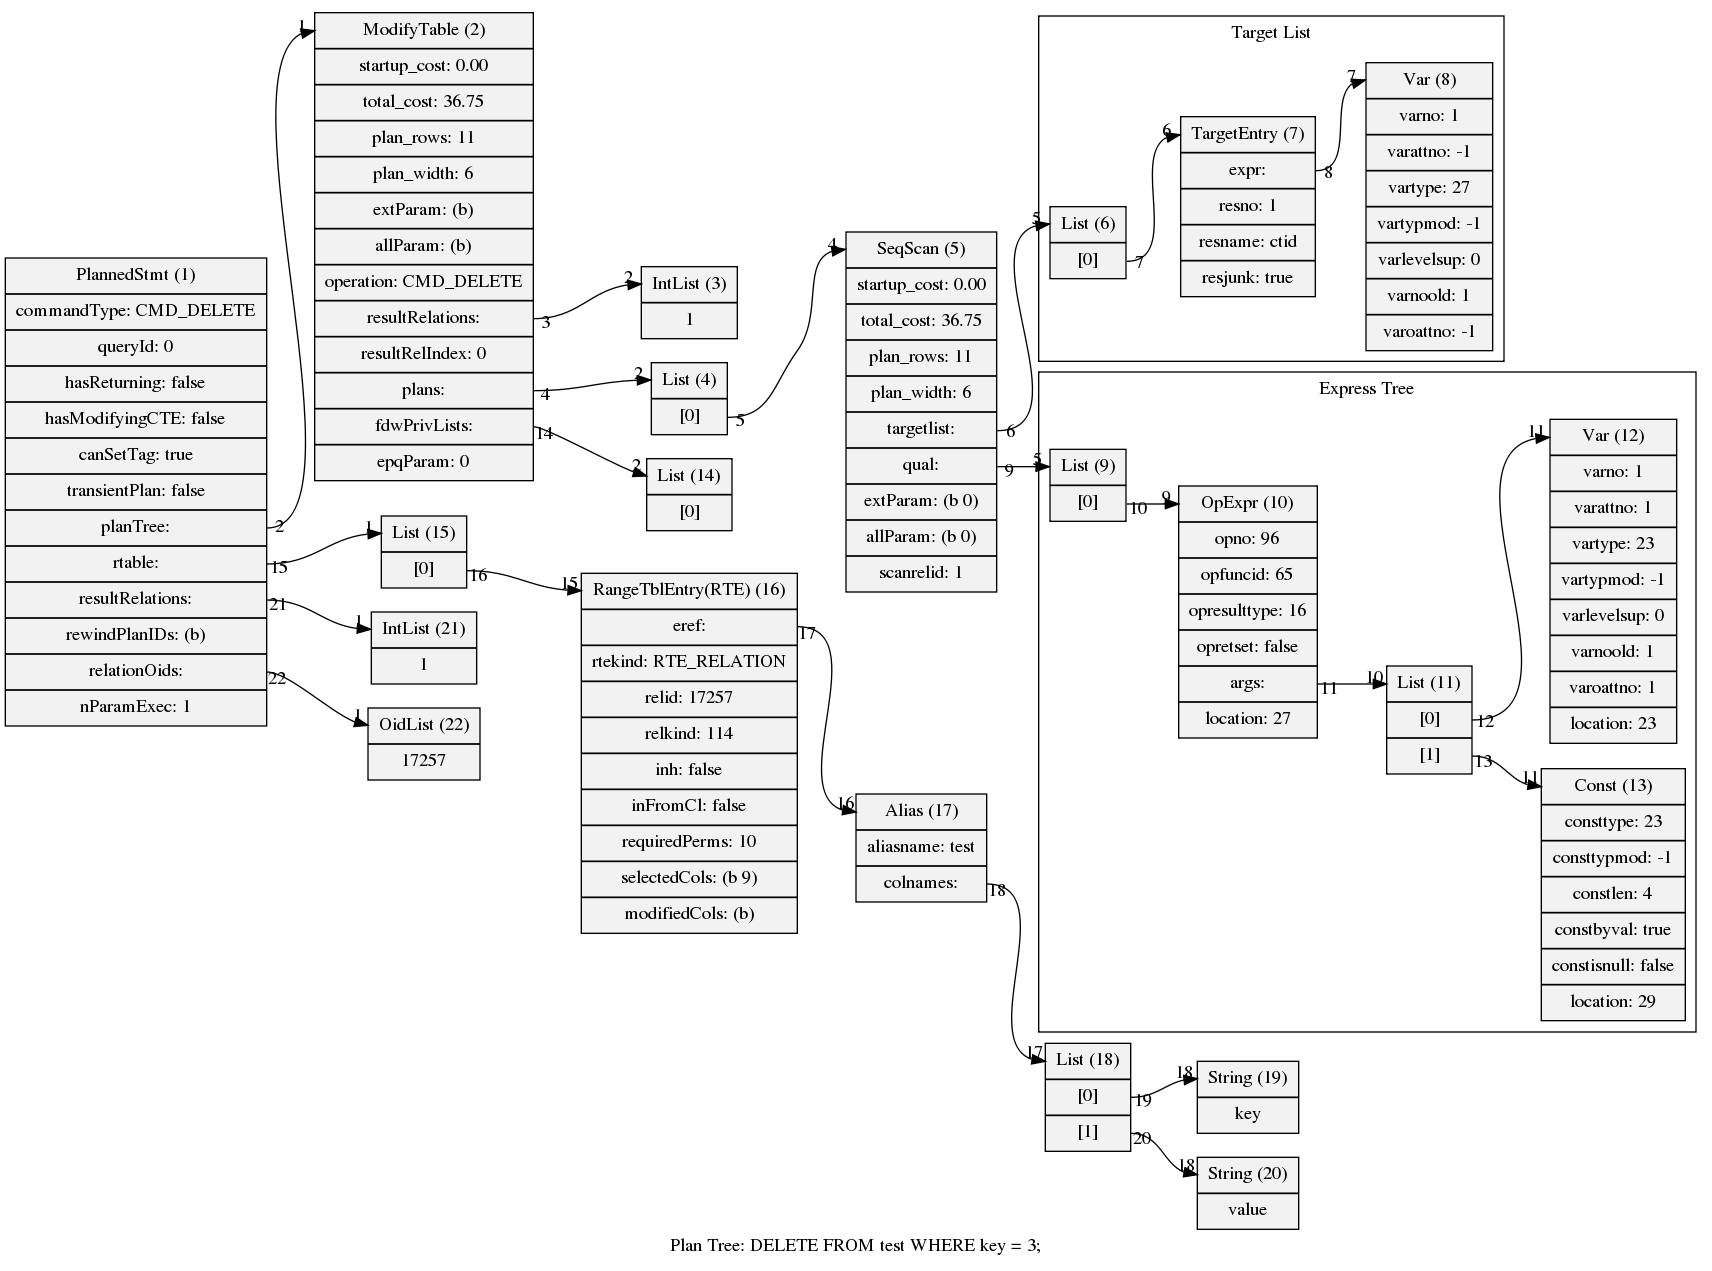 PlannedStmt (1)
commandType: CMD_DELETE
queryId: 0
hasReturning: false
hasModifyingCTE: false
canSetTag: true
transientPlan: false
planTree:
2
rtable:
15
resultRelations:
21
rewindPlanIDs: (b)
relationOids:
22
nParamExec: 1
1
ModifyTable (2)
startup_cost: 0.00
total_cost: 36.75
plan_rows: 11
plan_width: 6
extParam: (b)
allParam: (b)
operation: CMD_DELETE
resultRelations:
3
resultRelIndex: 0
plans:
4
fdwPrivLists:
14
epqParam: 0
2
IntList (3)
1
2
List (4)
[0]
5
2
List (14)
[0]
1
List (15)
[0]
16
1
IntList (21)
1
1
OidList (22)
17257
15
RangeTblEntry(RTE) (16)
eref:
17
rtekind: RTE_RELATION
relid: 17257
relkind: 114
inh: false
inFromCl: false
requiredPerms: 10
selectedCols: (b 9)
modifiedCols: (b)
4
SeqScan (5)
startup_cost: 0.00
total_cost: 36.75
plan_rows: 11
plan_width: 6
targetlist:
6
qual:
9
extParam: (b 0)
allParam: (b 0)
scanrelid: 1
16
Alias (17)
aliasname: test
colnames:
18
Target List
5
List (6)
[0]
7
6
TargetEntry (7)
expr:
8
resno: 1
resname: ctid
resjunk: true
7
Var (8)
varno: 1
varattno: -1
vartype: 27
vartypmod: -1
varlevelsup: 0
varnoold: 1
varoattno: -1
Express Tree
5
List (9)
[0]
10
9
OpExpr (10)
opno: 96
opfuncid: 65
opresulttype: 16
opretset: false
args:
11
location: 27
10
List (11)
[0]
12
[1]
13
11
Var (12)
varno: 1
varattno: 1
vartype: 23
vartypmod: -1
varlevelsup: 0
varnoold: 1
varoattno: 1
location: 23
11
Const (13)
consttype: 23
consttypmod: -1
constlen: 4
constbyval: true
constisnull: false
location: 29
17
List (18)
[0]
19
[1]
20
18
String (19)
key
18
String (20)
value
Plan Tree: DELETE FROM test WHERE key = 3;